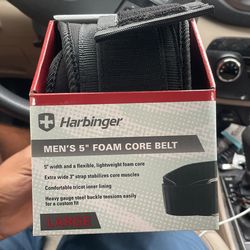 Harbinger
MEN'S 5" FOAM CORE BELT
5" width and a flexible, lightweight foam core
Extra wide 3" strap stabilizes core muscles
Comfortable tricot inner lining
Heavy gauge steel buckle tensions easily
for a custom fit
LARGE